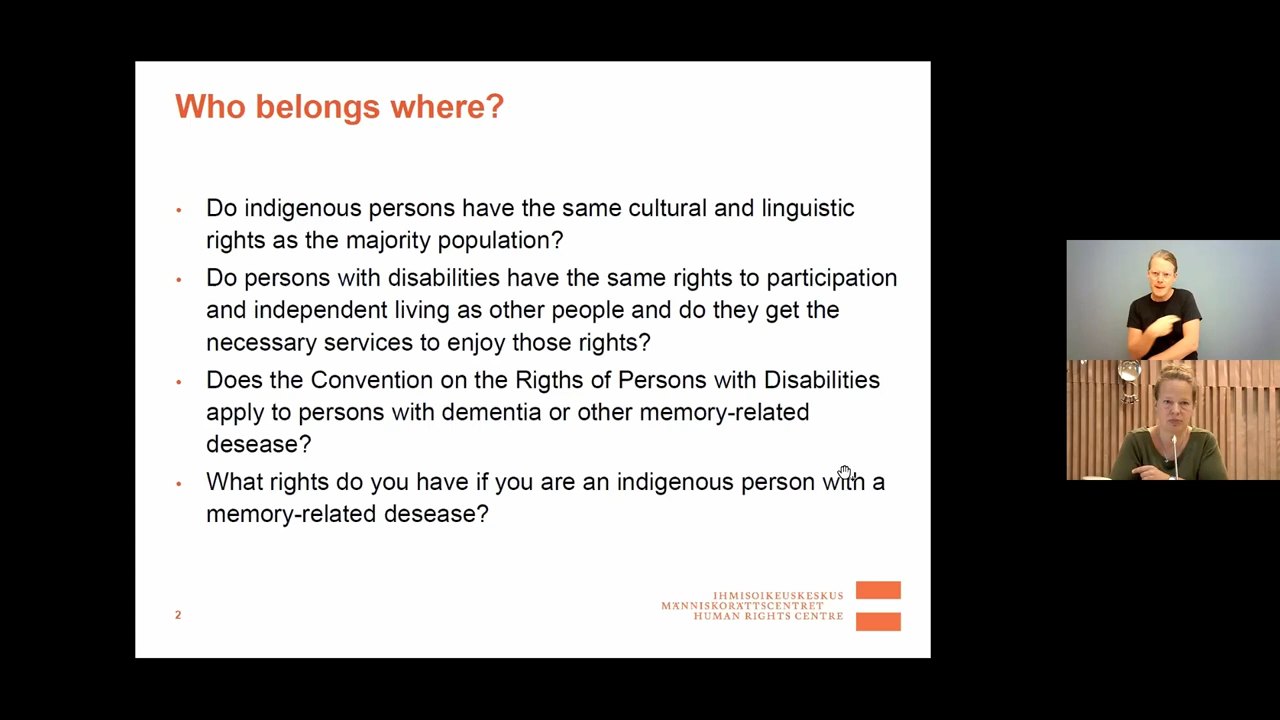 Who belongs where?
• Do indigenous persons have the same cultural and linguistic
rights as the majority population?
• Do persons with disabilities have the same rights to participation
and independent living as other people and do they get the
necessary services to enjoy those rights?
• Does the Convention on the Rigths of Persons with Disabilities
apply to persons with dementia or other memory-related
desease?
• What rights do you have if you are an indigenous person with a
memory-related desease?
2
IHMISOIKEUSKESKUS
MÄNNISKORÄTTSCENTRET
HUMAN RIGHTS CENTRE